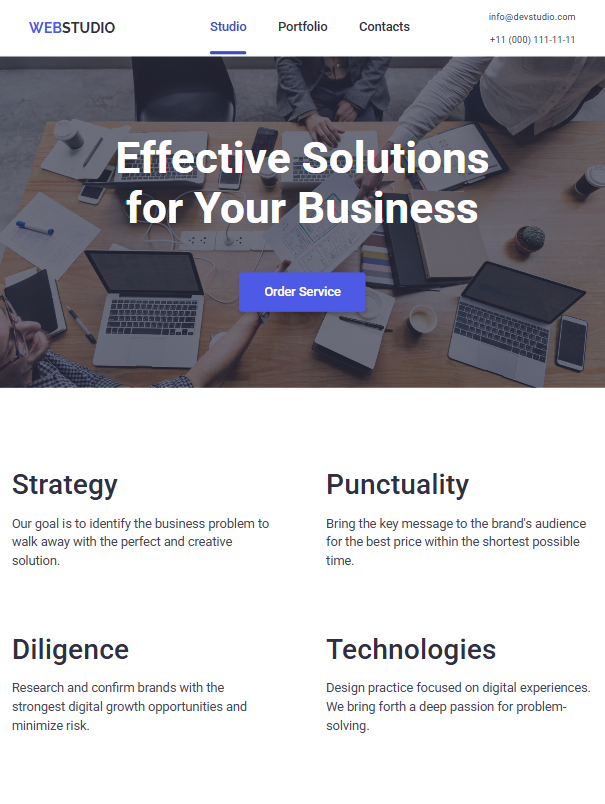 WEBSTUDIO
Studio
Portfolio
Contacts
info@devstudio.com
+11 (000) 111-11-11
Effective Solutions
for Your Business
Order Service
Strategy
Our goal is to identify the business problem to
walk away with the perfect and creative
solution.
Punctuality
Bring the key message to the brand's audience
for the best price within the shortest possible
time.
Diligence
Research and confirm brands with the
strongest digital growth opportunities and
minimize risk.
Technologies
Design practice focused on digital experiences.
We bring forth a deep passion for problem-
solving.